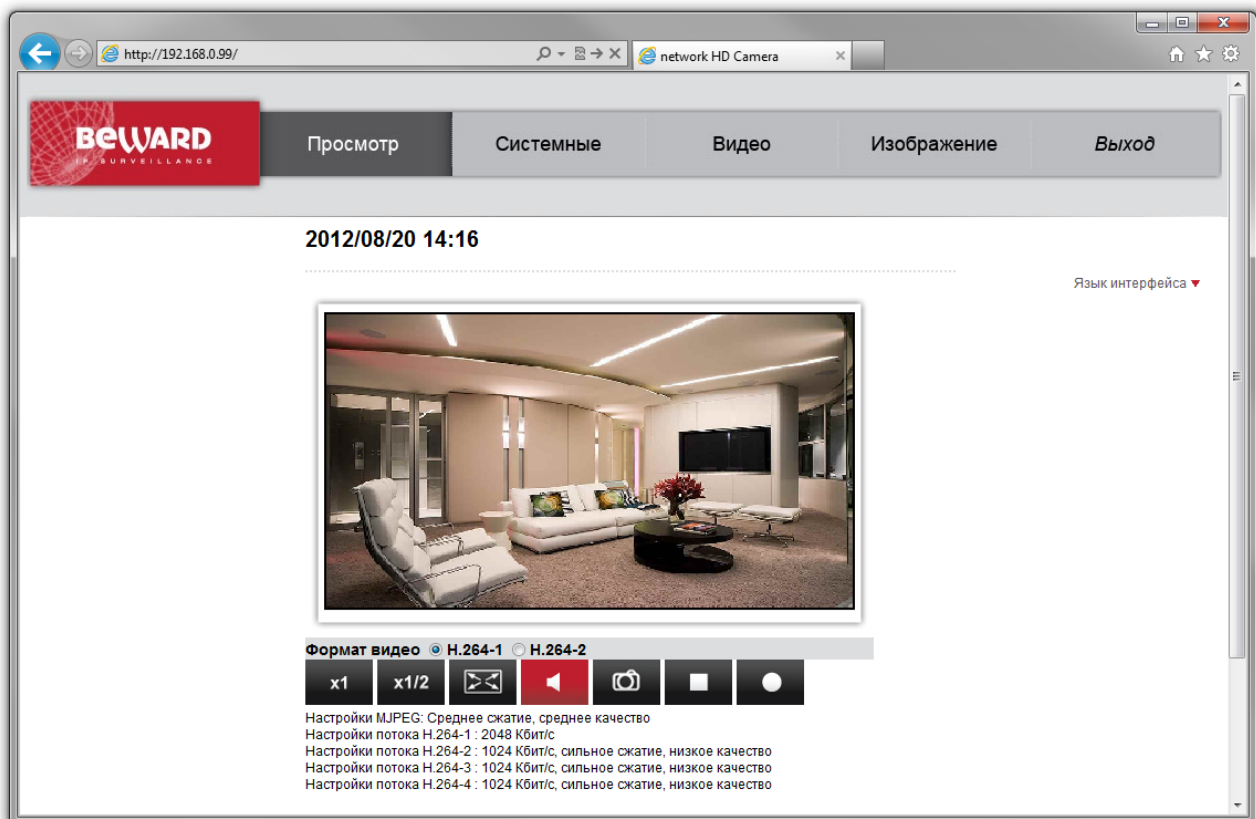 http://192.168.0.99/
network HD Camera
BEWARD
IP SURVEILLANCE
Просмотр
Системные
Видео
Изображение
Выход
2012/08/20 14:16
Язык интерфейса
Формат видео H.264-1 H.264-2
x1 x1/2
Настройки MJPEG: Среднее сжатие, среднее качество
Настройки потока H.264-1 : 2048 Кбит/с
Настройки потока H.264-2 : 1024 Кбит/с, сильное сжатие, низкое качество
Настройки потока H.264-3 : 1024 Кбит/с, сильное сжатие, низкое качество
Настройки потока H.264-4 : 1024 Кбит/с, сильное сжатие, низкое качество